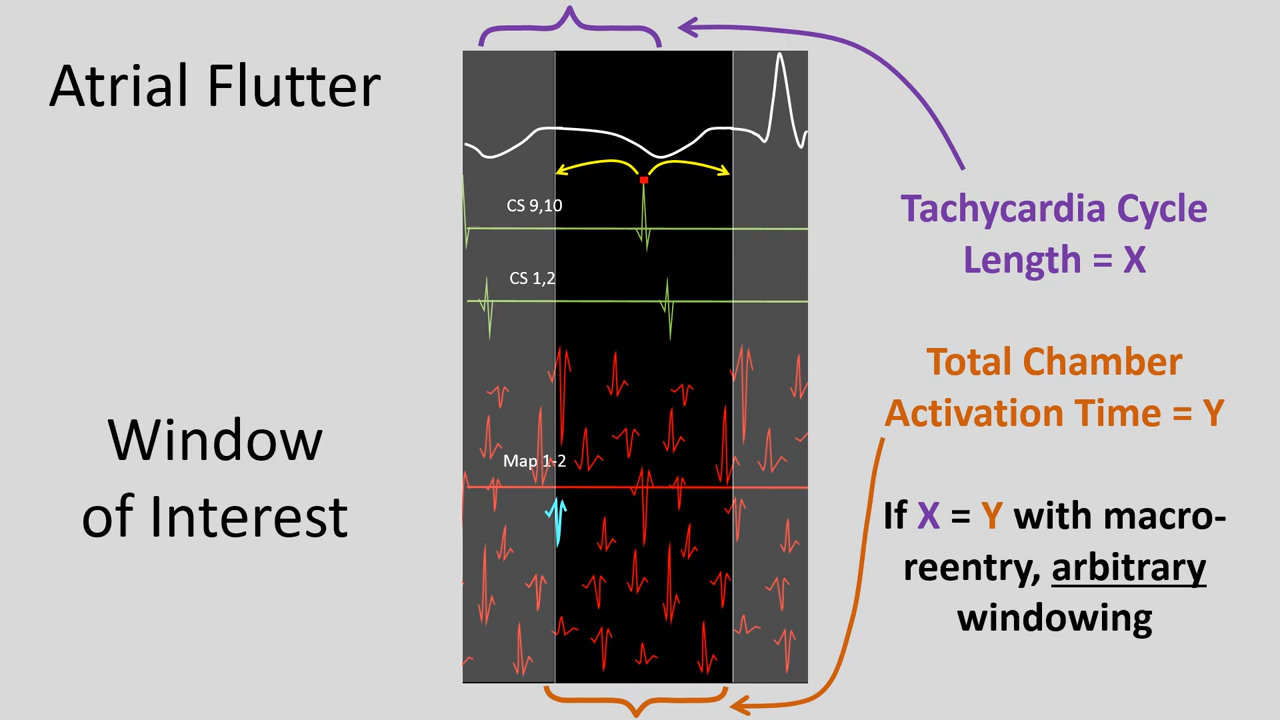 Atrial Flutter
CS 9,10
CS 1,2
Map 1-2
Window
of Interest
Tachycardia Cycle
Length = X
Total Chamber
Activation Time = Y
If X = Y with macro-
reentry, arbitrary
windowing